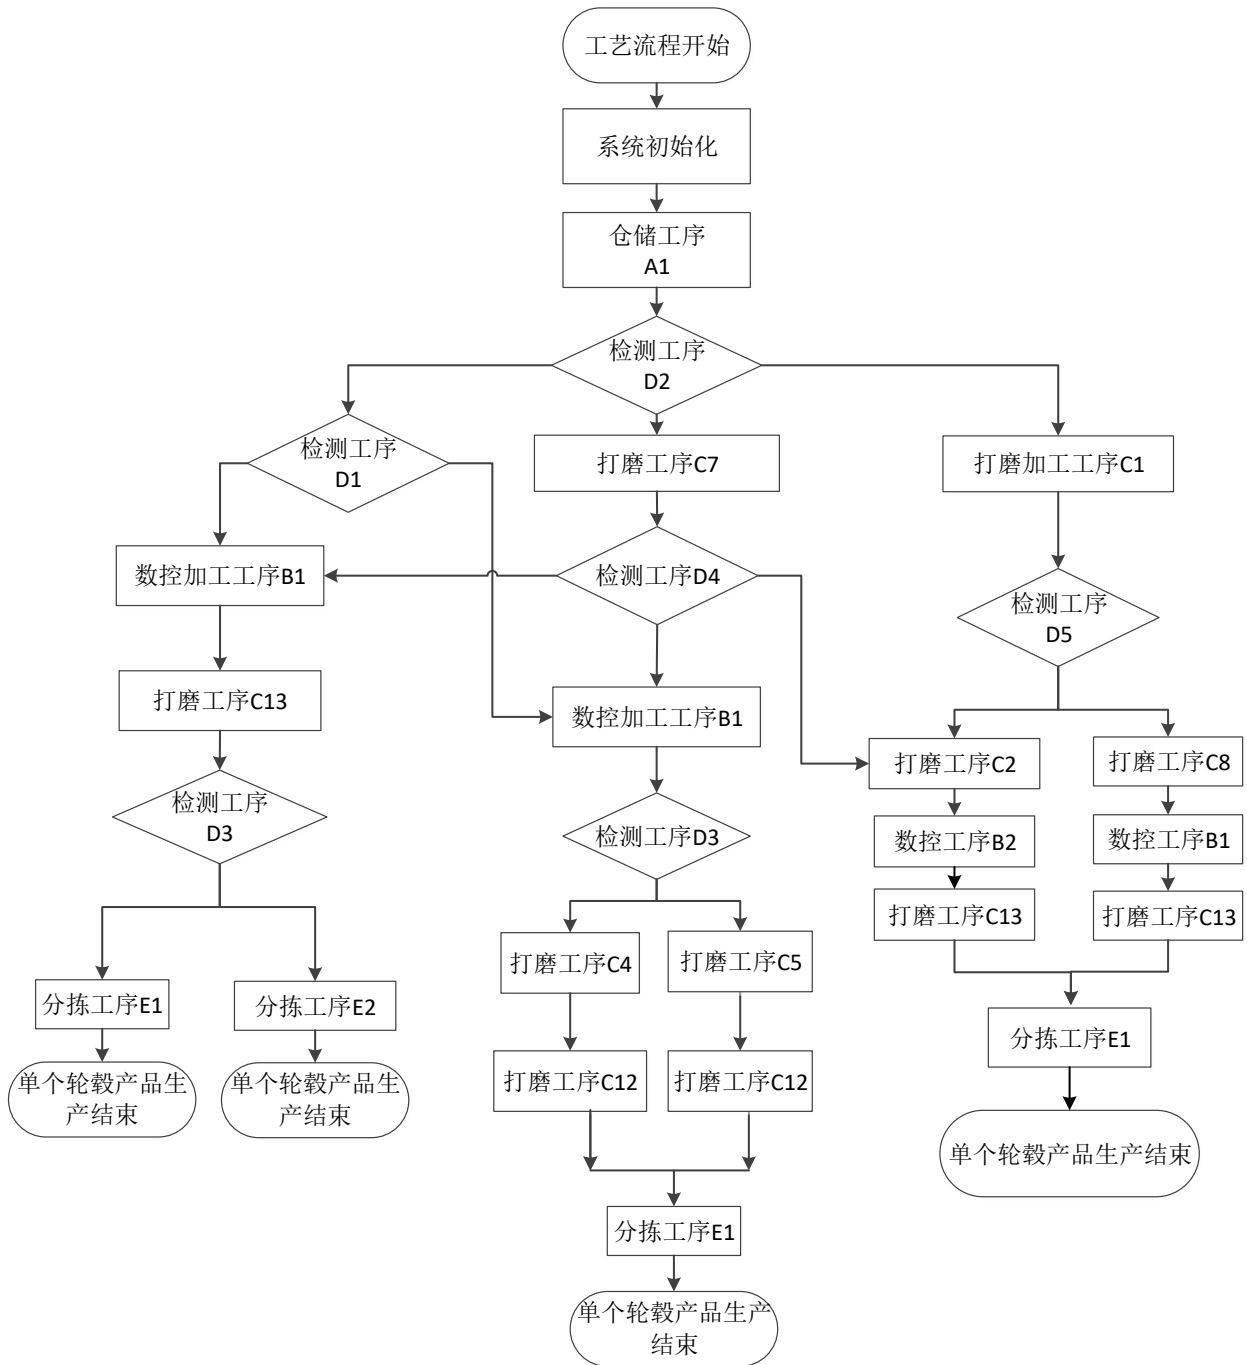 工艺流程开始
系统初始化
仓储工序
A1
检测工序
D2
检测工序
D1
打磨工序C7
打磨加工工序C1
数控加工工序B1
检测工序D4
检测工序
D5
打磨工序C13
数控加工工序B1
打磨工序C2
打磨工序C8
检测工序
D3
检测工序D3
数控工序B2
数控工序B1
打磨工序C13
打磨工序C13
打磨工序C4
打磨工序C5
分拣工序E1
分拣工序E2
分拣工序E1
单个轮毂产品生
产结束
单个轮毂产品生
产结束
打磨工序C12
打磨工序C12
单个轮毂产品生产结束
分拣工序E1
单个轮毂产品生产
结束